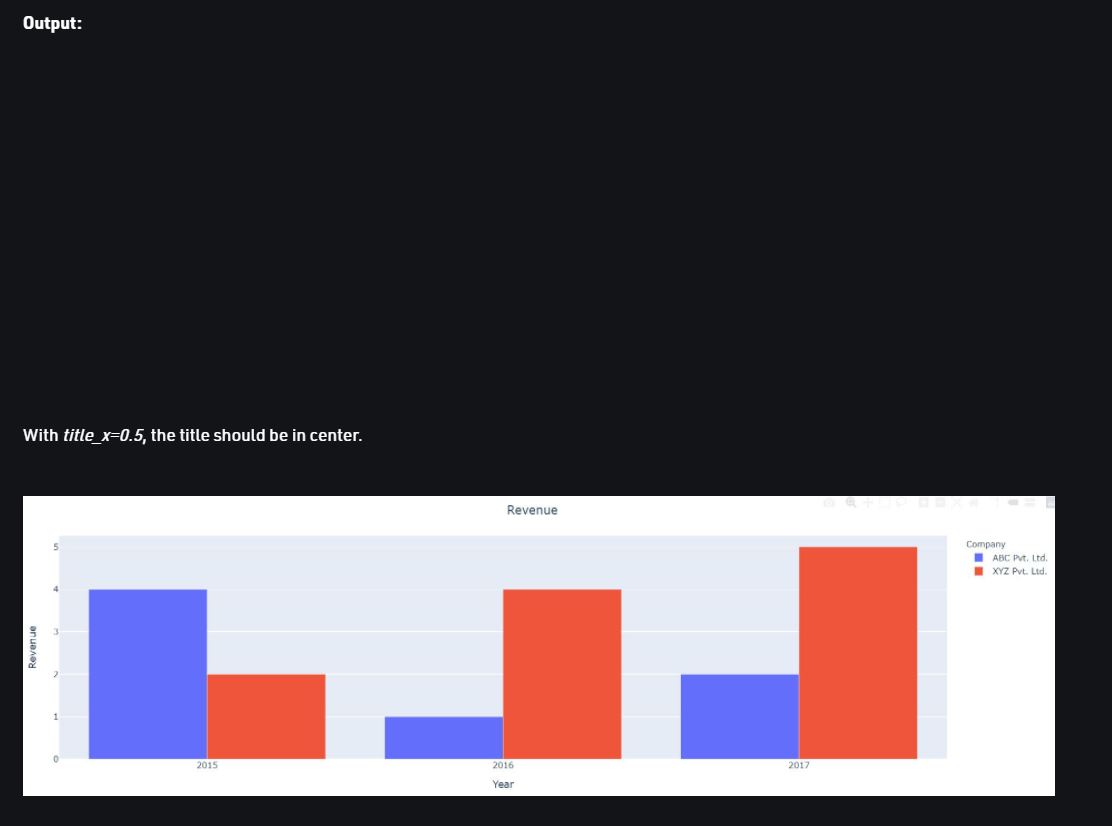 Output:
With title_x=0.5, the title should be in center.
Revenue
Company
ABC Pvt. Ltd.
XYZ Pvt. Ltd.
5
4
3
2
1
0
Revenue
2015 2016 2017
Year